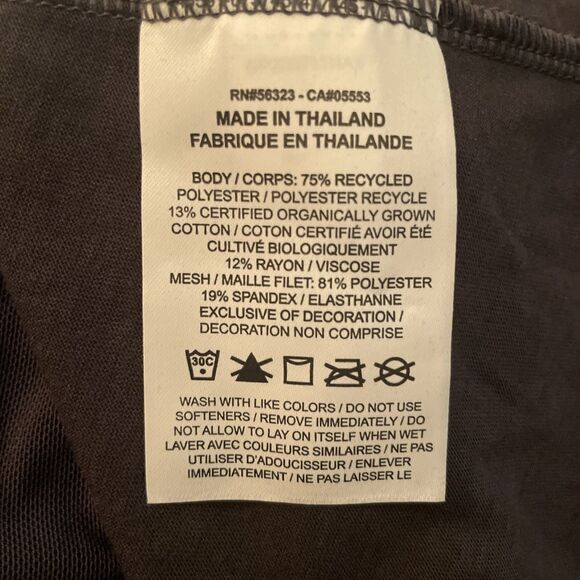 RN#56323 - CA#05553
MADE IN THAILAND
FABRIQUE EN THAILANDE
BODY / CORPS: 75% RECYCLED
POLYESTER / POLYESTER RECYCLE
13% CERTIFIED ORGANICALLY GROWN
COTTON / COTON CERTIFIÉ AVOIR ÉtÉ
CULTIVÉ BIOLOGIQUEMENT
12% RAYON / VISCOSE
MESH / MAILLE FILET: 81% POLYESTER
19% SPANDEX / ELASTHANNE
EXCLUSIVE OF DECORATION /
DECORATION NON COMPRISE
30C
WASH WITH LIKE COLORS / DO NOT USE
SOFTENERS / REMOVE IMMEDIATELY / DO
NOT ALLOW TO LAY ON ITSELF WHEN WET
LAVER AVEC COULEURS SIMILAIRES / NE PAS
UTILISER D'ADOUCISSEUR / ENLEVER
IMMEDIATEMENT / NE PAS LAISSER LE